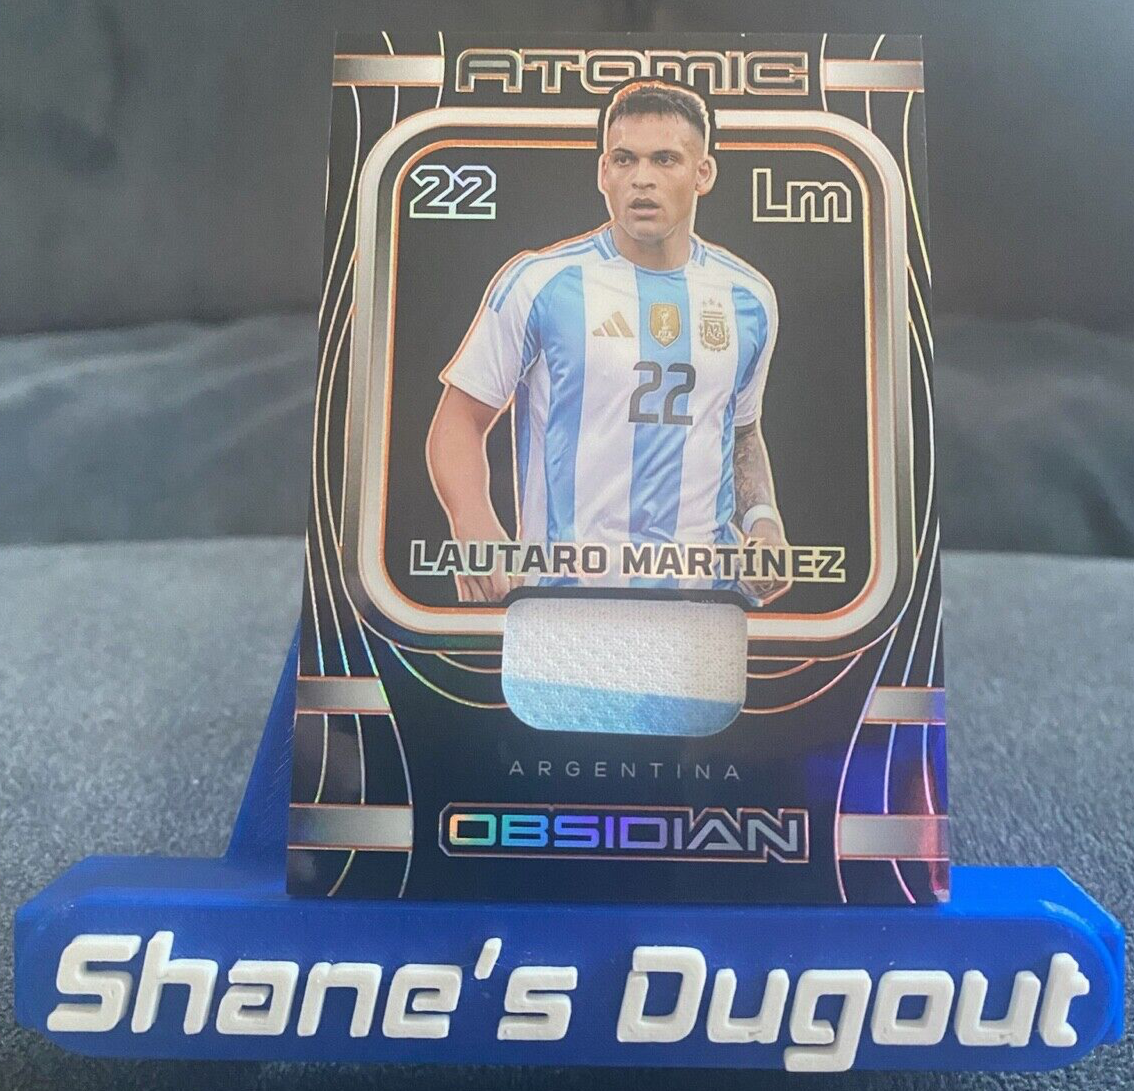 ATOMIC
22
Lm
22
LAUTARO MARTÍNEZ
ARGENTINA
OBSIDIAN
Shane's Dugout